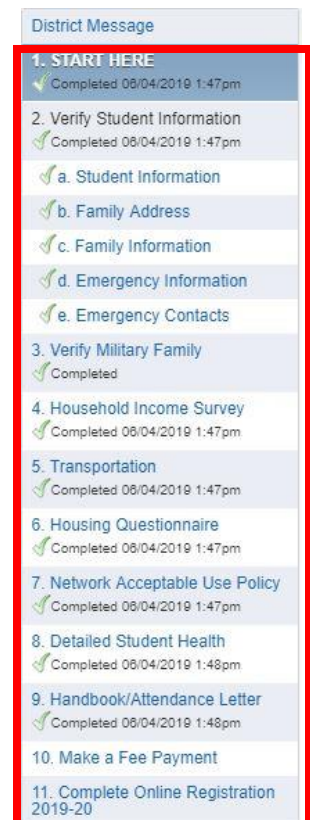 District Message
1. START HERE
Completed 06/04/2019 1:47pm
2. Verify Student Information
Completed 06/04/2019 1:47pm
a. Student Information
b. Family Address
c. Family Information
d. Emergency Information
e. Emergency Contacts
3. Verify Military Family
Completed
4. Household Income Survey
Completed 06/04/2019 1:47pm
5. Transportation
Completed 06/04/2019 1:47pm
6. Housing Questionnaire
Completed 06/04/2019 1:47pm
7. Network Acceptable Use Policy
Completed 06/04/2019 1:47pm
8. Detailed Student Health
Completed 06/04/2019 1:48pm
9. Handbook/Attendance Letter
Completed 06/04/2019 1:48pm
10. Make a Fee Payment
11. Complete Online Registration
2019-20